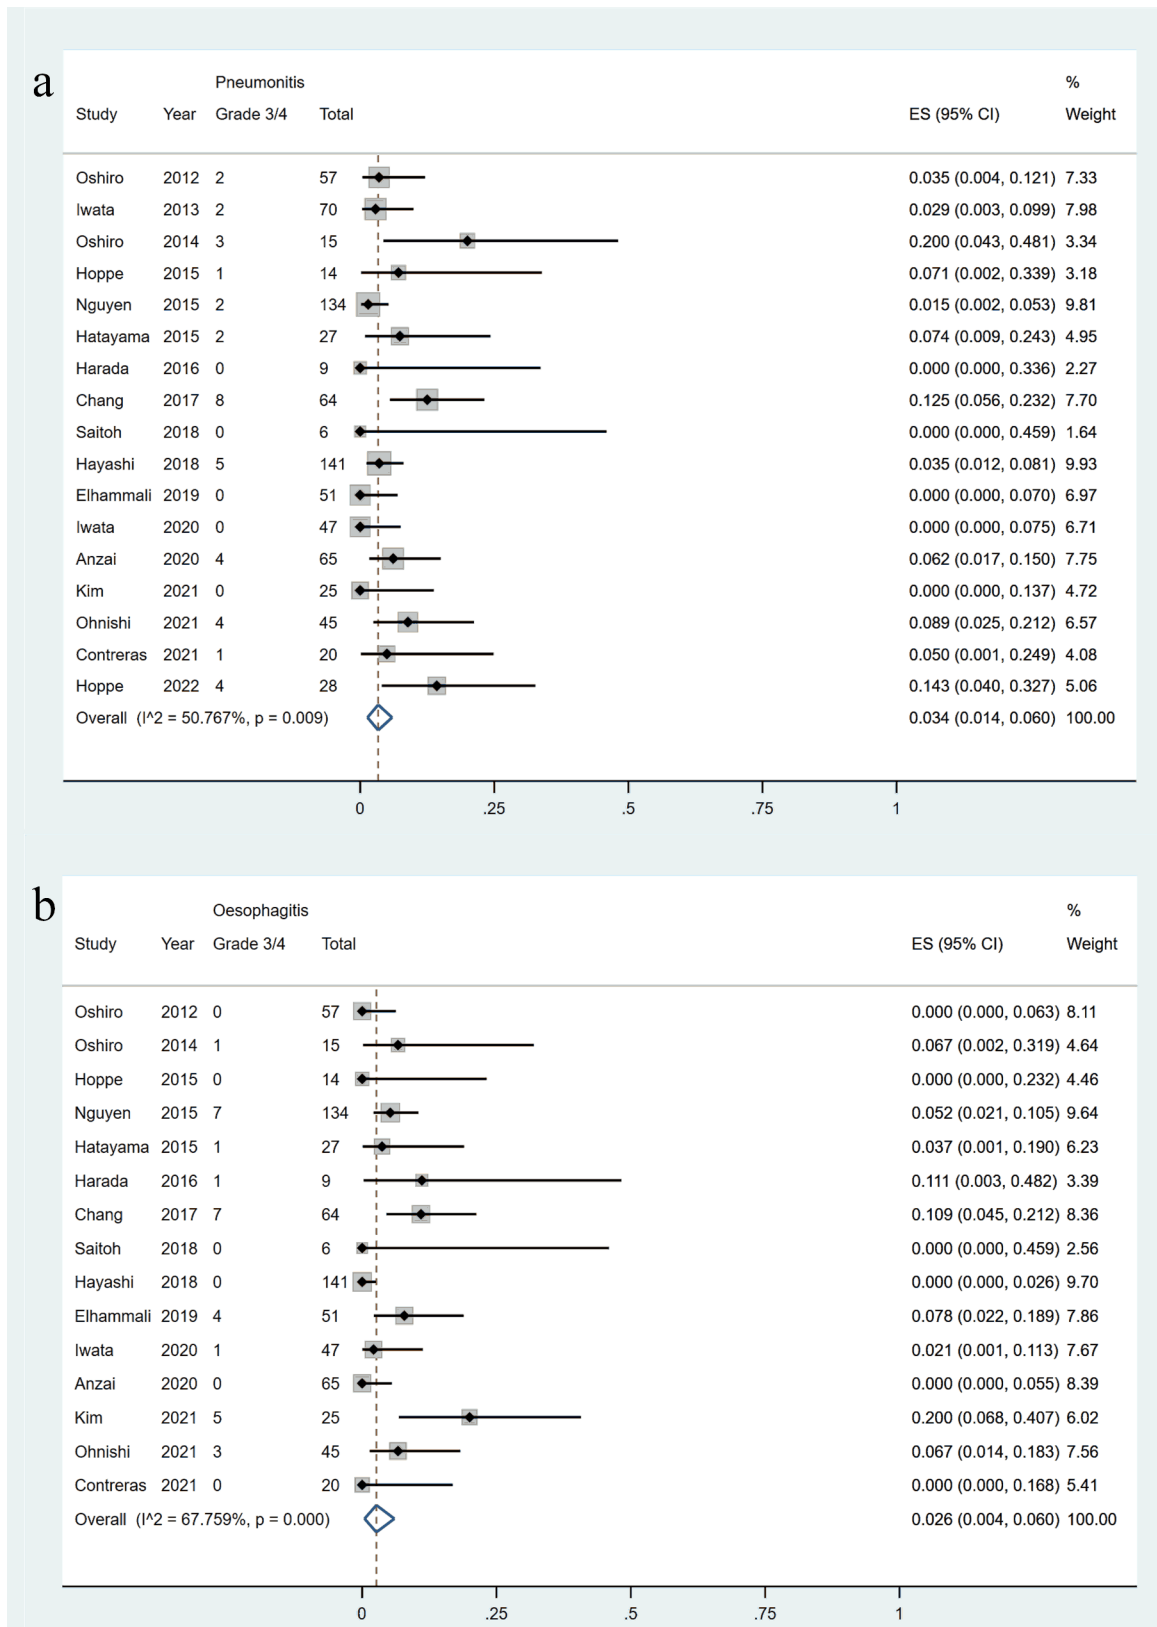 a
Pneumonitis %
Study Year Grade 3/4 Total ES (95% CI) Weight
Oshiro 2012 2 57 0.035 (0.004, 0.121) 7.33
Iwata 2013 2 70 0.029 (0.003, 0.099) 7.98
Oshiro 2014 3 15 0.200 (0.043, 0.481) 3.34
Hoppe 2015 1 14 0.071 (0.002, 0.339) 3.18
Nguyen 2015 2 134 0.015 (0.002, 0.053) 9.81
Hatayama 2015 2 27 0.074 (0.009, 0.243) 4.95
Harada 2016 0 9 0.000 (0.000, 0.336) 2.27
Chang 2017 8 64 0.125 (0.056, 0.232) 7.70
Saitoh 2018 0 6 0.000 (0.000, 0.459) 1.64
Hayashi 2018 5 141 0.035 (0.012, 0.081) 9.93
Elhammali 2019 0 51 0.000 (0.000, 0.070) 6.97
Iwata 2020 0 47 0.000 (0.000, 0.075) 6.71
Anzai 2020 4 65 0.062 (0.017, 0.150) 7.75
Kim 2021 0 25 0.000 (0.000, 0.137) 4.72
Ohnishi 2021 4 45 0.089 (0.025, 0.212) 6.57
Contreras 2021 1 20 0.050 (0.001, 0.249) 4.08
Hoppe 2022 4 28 0.143 (0.040, 0.327) 5.06
Overall (I^2 = 50.767%, p = 0.009) 0.034 (0.014, 0.060) 100.00
0 .25 .5 .75 1
b
Oesophagitis %
Study Year Grade 3/4 Total ES (95% CI) Weight
Oshiro 2012 0 57 0.000 (0.000, 0.063) 8.11
Oshiro 2014 1 15 0.067 (0.002, 0.319) 4.64
Hoppe 2015 0 14 0.000 (0.000, 0.232) 4.46
Nguyen 2015 7 134 0.052 (0.021, 0.105) 9.64
Hatayama 2015 1 27 0.037 (0.001, 0.190) 6.23
Harada 2016 1 9 0.111 (0.003, 0.482) 3.39
Chang 2017 7 64 0.109 (0.045, 0.212) 8.36
Saitoh 2018 0 6 0.000 (0.000, 0.459) 2.56
Hayashi 2018 0 141 0.000 (0.000, 0.026) 9.70
Elhammali 2019 4 51 0.078 (0.022, 0.189) 7.86
Iwata 2020 1 47 0.021 (0.001, 0.113) 7.67
Anzai 2020 0 65 0.000 (0.000, 0.055) 8.39
Kim 2021 5 25 0.200 (0.068, 0.407) 6.02
Ohnishi 2021 3 45 0.067 (0.014, 0.183) 7.56
Contreras 2021 0 20 0.000 (0.000, 0.168) 5.41
Overall (I^2 = 67.759%, p = 0.000) 0.026 (0.004, 0.060) 100.00
0 .25 .5 .75 1